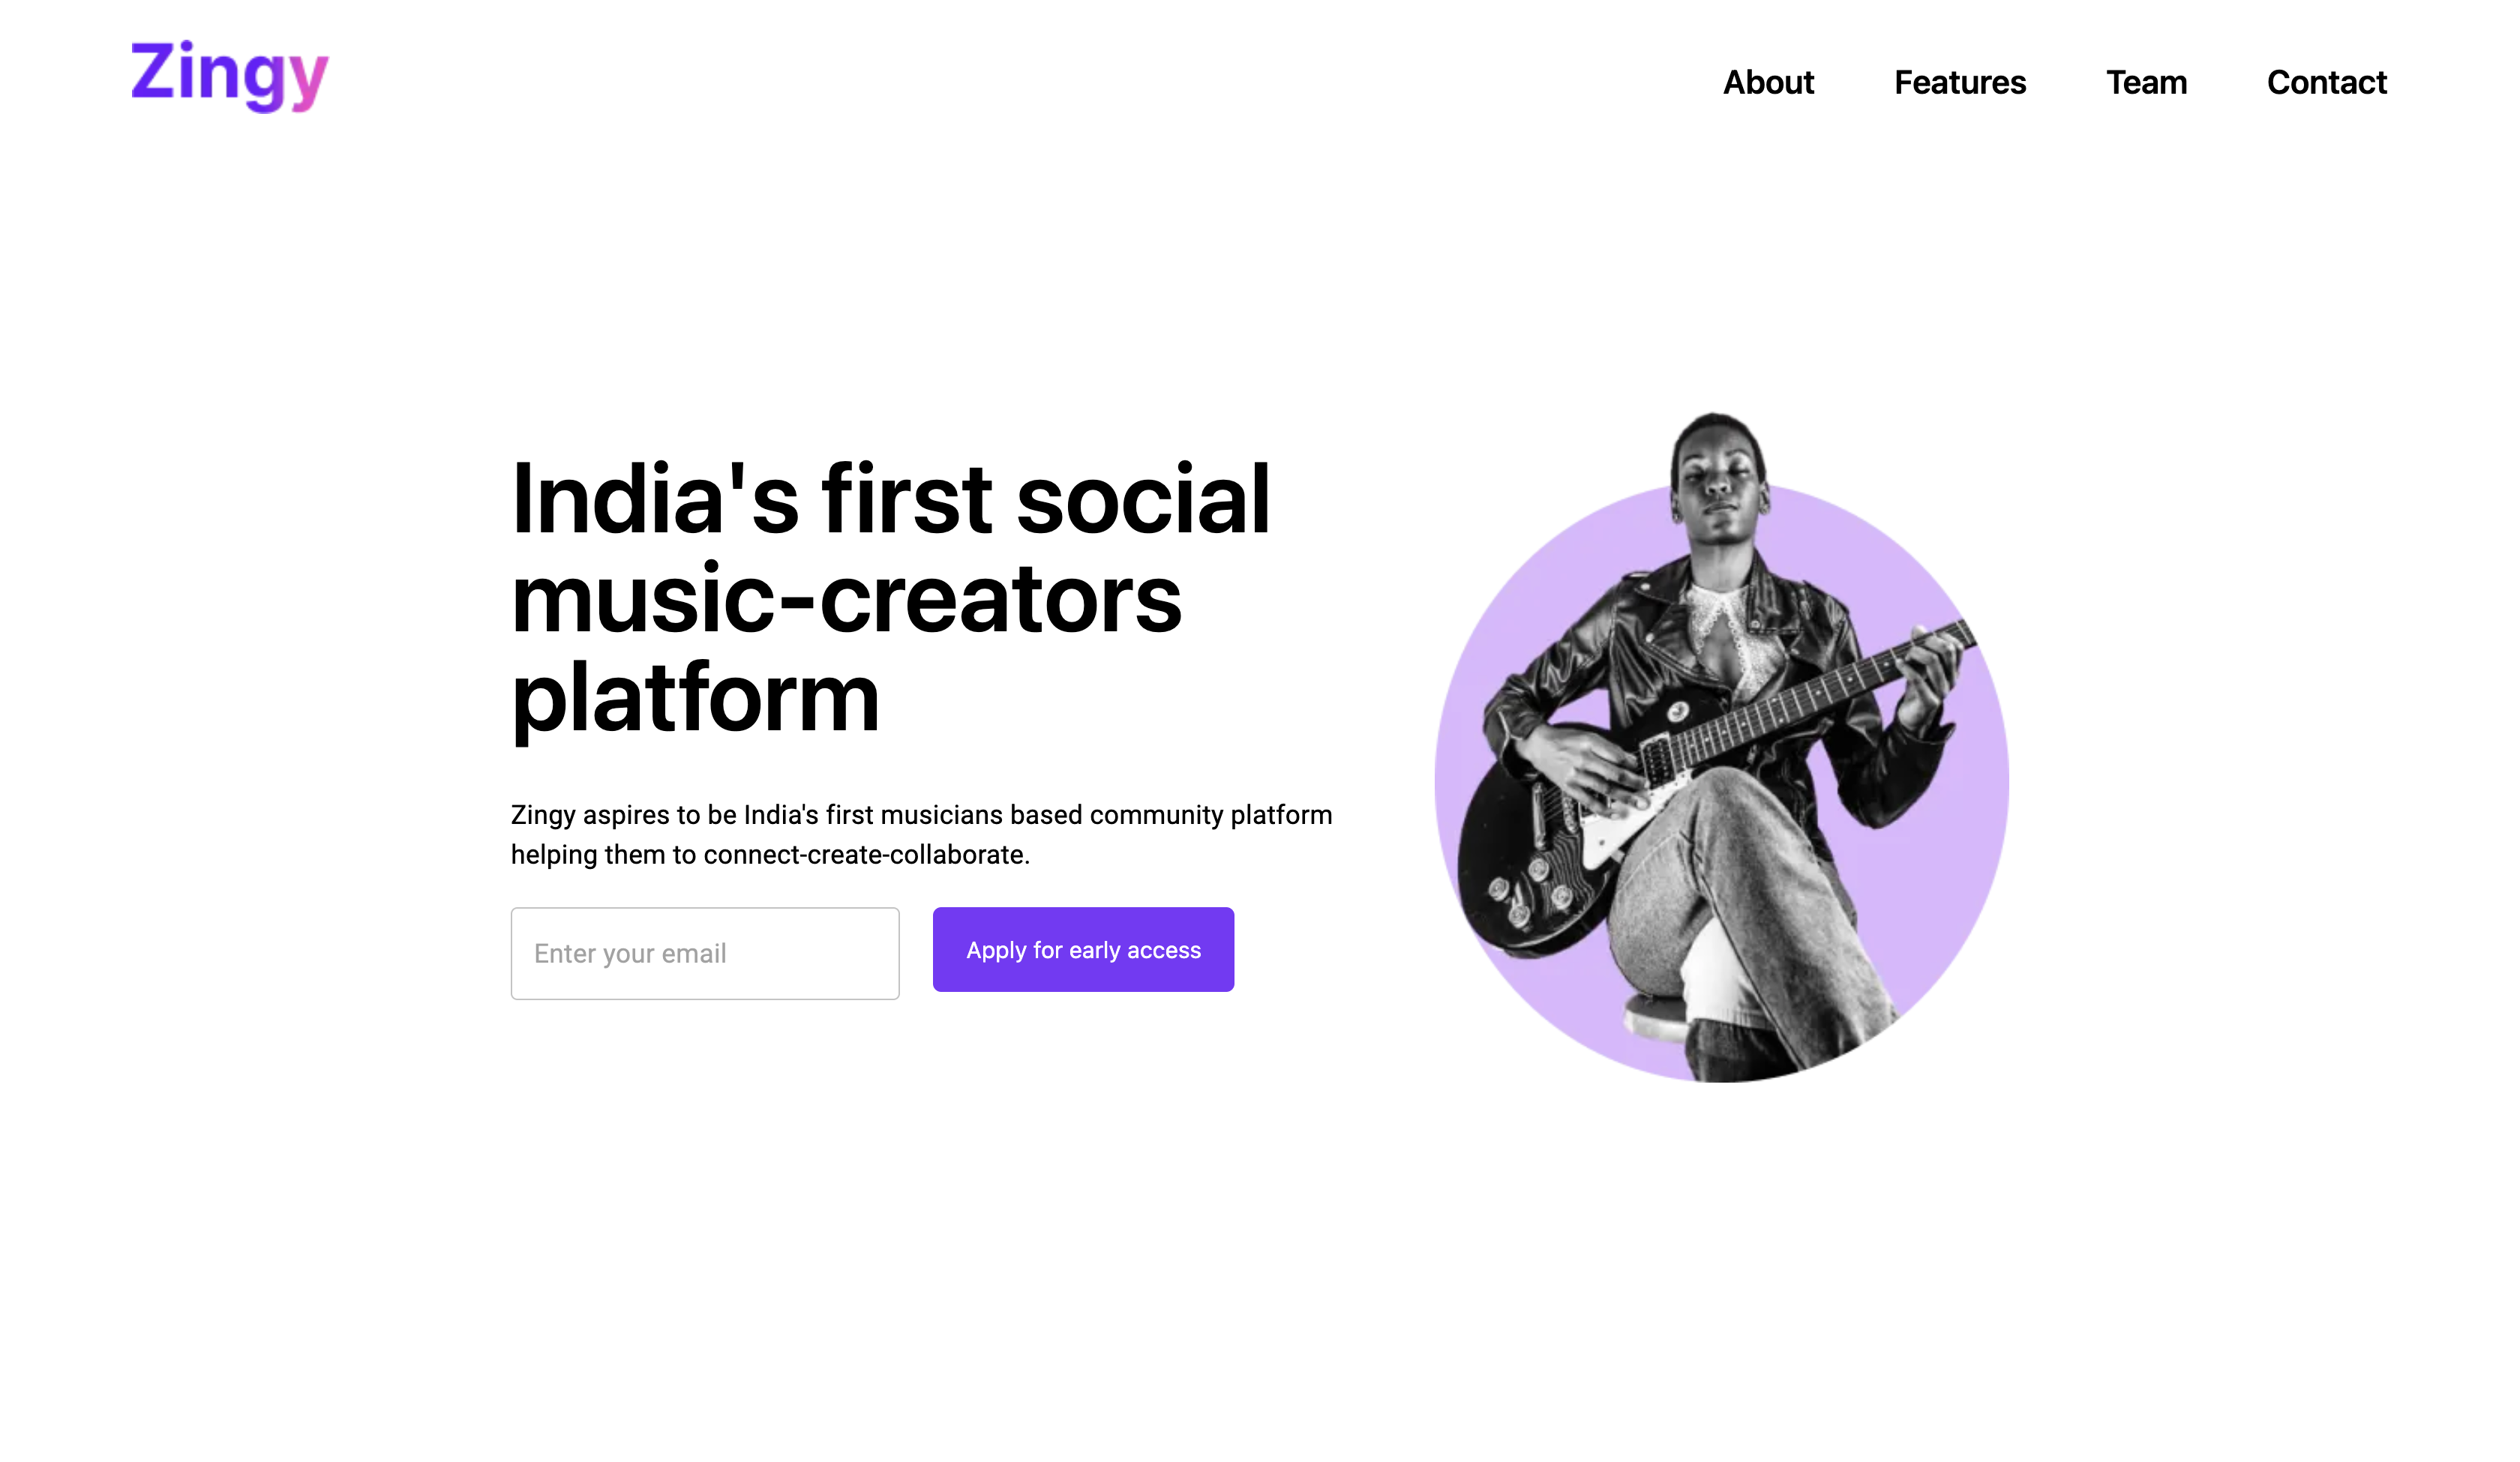 Zingy
About
Features
Team
Contact
India's first social
music-creators
platform
Zingy aspires to be India's first musicians based community platform
helping them to connect-create-collaborate.
Enter your email
Apply for early access